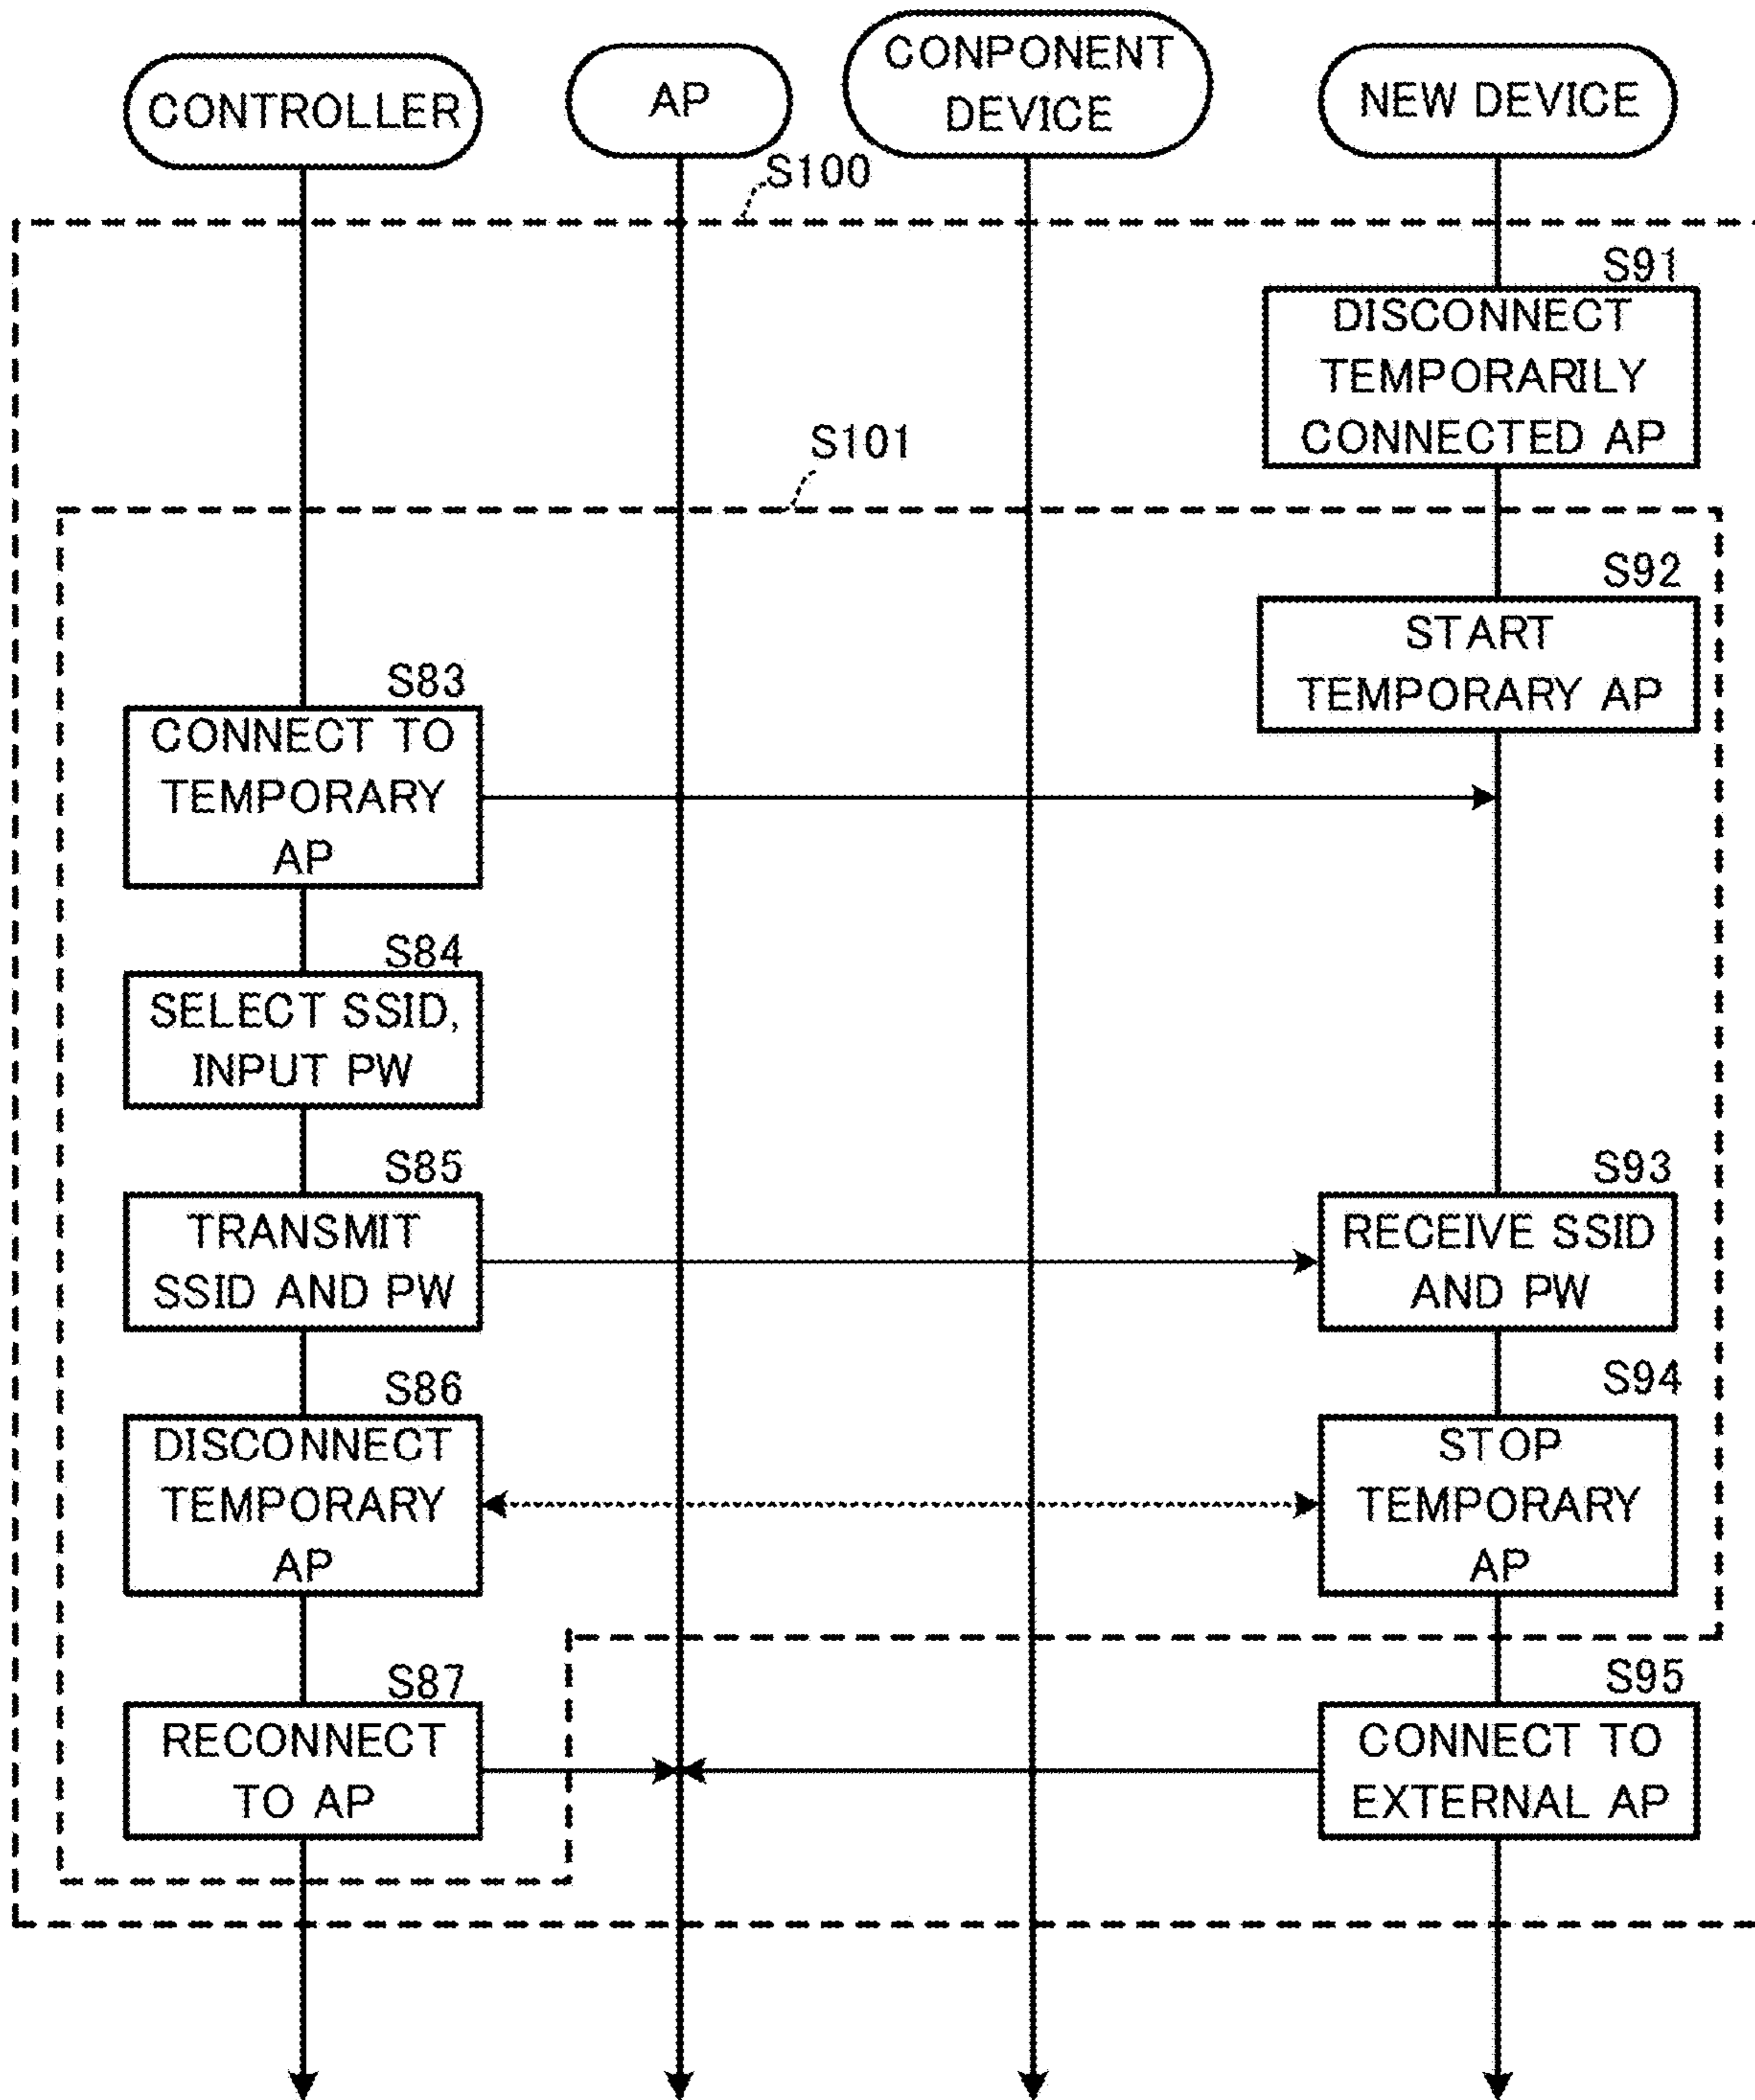 CONTROLLER
AP
CONPONENT
DEVICE
NEW DEVICE
S100
S91
DISCONNECT
TEMPORARILY
CONNECTED AP
S101
S92
START
TEMPORARY AP
S83
CONNECT TO
TEMPORARY
AP
S84
SELECT SSID,
INPUT PW
S85
TRANSMIT
SSID AND PW
S93
RECEIVE SSID
AND PW
S86
DISCONNECT
TEMPORARY
AP
S94
STOP
TEMPORARY
AP
S87
RECONNECT
TO AP
S95
CONNECT TO
EXTERNAL AP